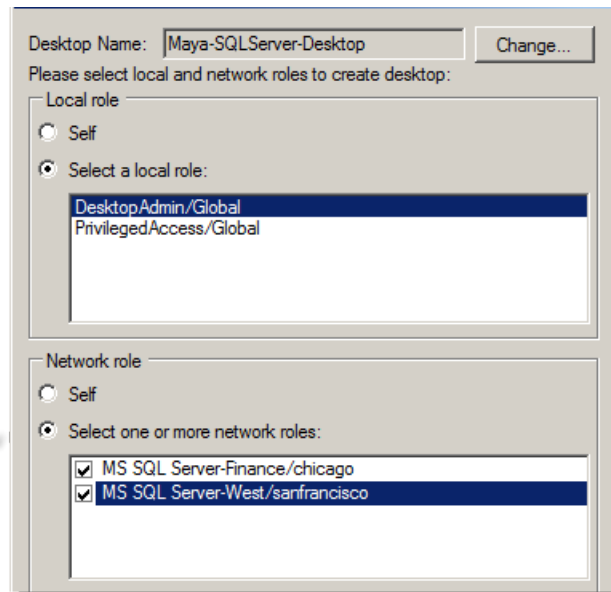 Desktop Name: Maya-SQLServer-Desktop Change...
Please select local and network roles to create desktop:
Local role
Self
Select a local role:
DesktopAdmin/Global
PrivilegedAccess/Global
Network role
Self
Select one or more network roles:
MS SQL Server-Finance/chicago
MS SQL Server-West/sanfrancisco